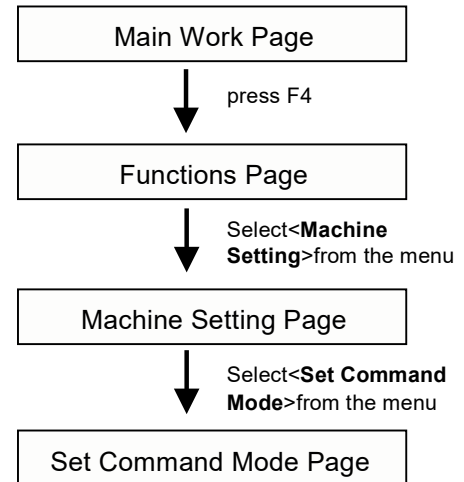 Main Work Page
press F4
Functions Page
Select<Machine
Setting>from the menu
Machine Setting Page
Select<Set Command
Mode>from the menu
Set Command Mode Page